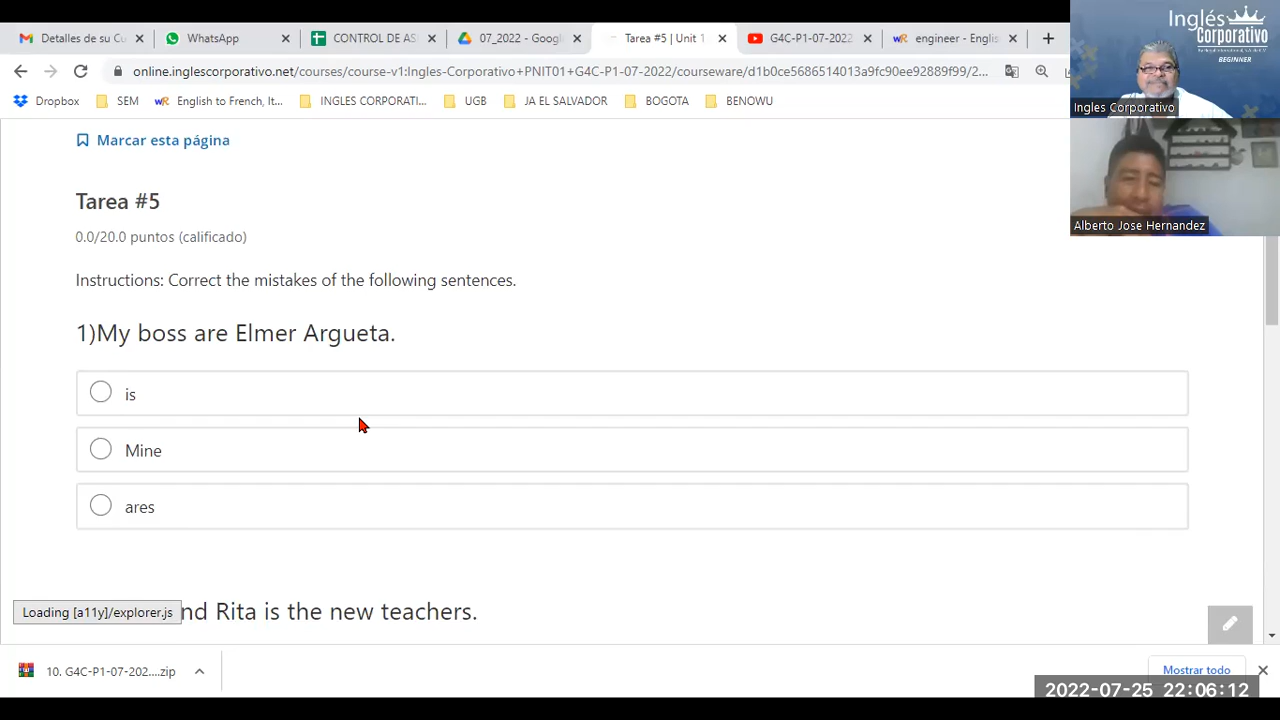 Detalles de su Cu
WhatsApp
CONTROL DE AS
07_2022 - Google
Tarea #5 | Unit 1
G4C-P1-07-2022
engineer - Englis
online.inglescorporativo.net/courses/course-v1:Ingles-Corporativo+PNIT01+G4C-P1-07-2022/courseware/d1b0ce5686514013a9fcf00ee92889f99/2...
Dropbox
SEM
English to French, It...
INGLES CORPORATI...
UGB
JA EL SALVADOR
BOGOTA
BENOWU
Inglés
Corporativo
BEGINNER
Ingles Corporativo
Alberto Jose Hernandez
Marcar esta página
Tarea #5
0.0/20.0 puntos (calificado)
Instructions: Correct the mistakes of the following sentences.
1)My boss are Elmer Argueta.
is
Mine
ares
Loading [a11y]/explorer.js
nd Rita is the new teachers.
10. G4C-P1-07-202....zip
Mostrar todo
2022-07-25 22:06:12